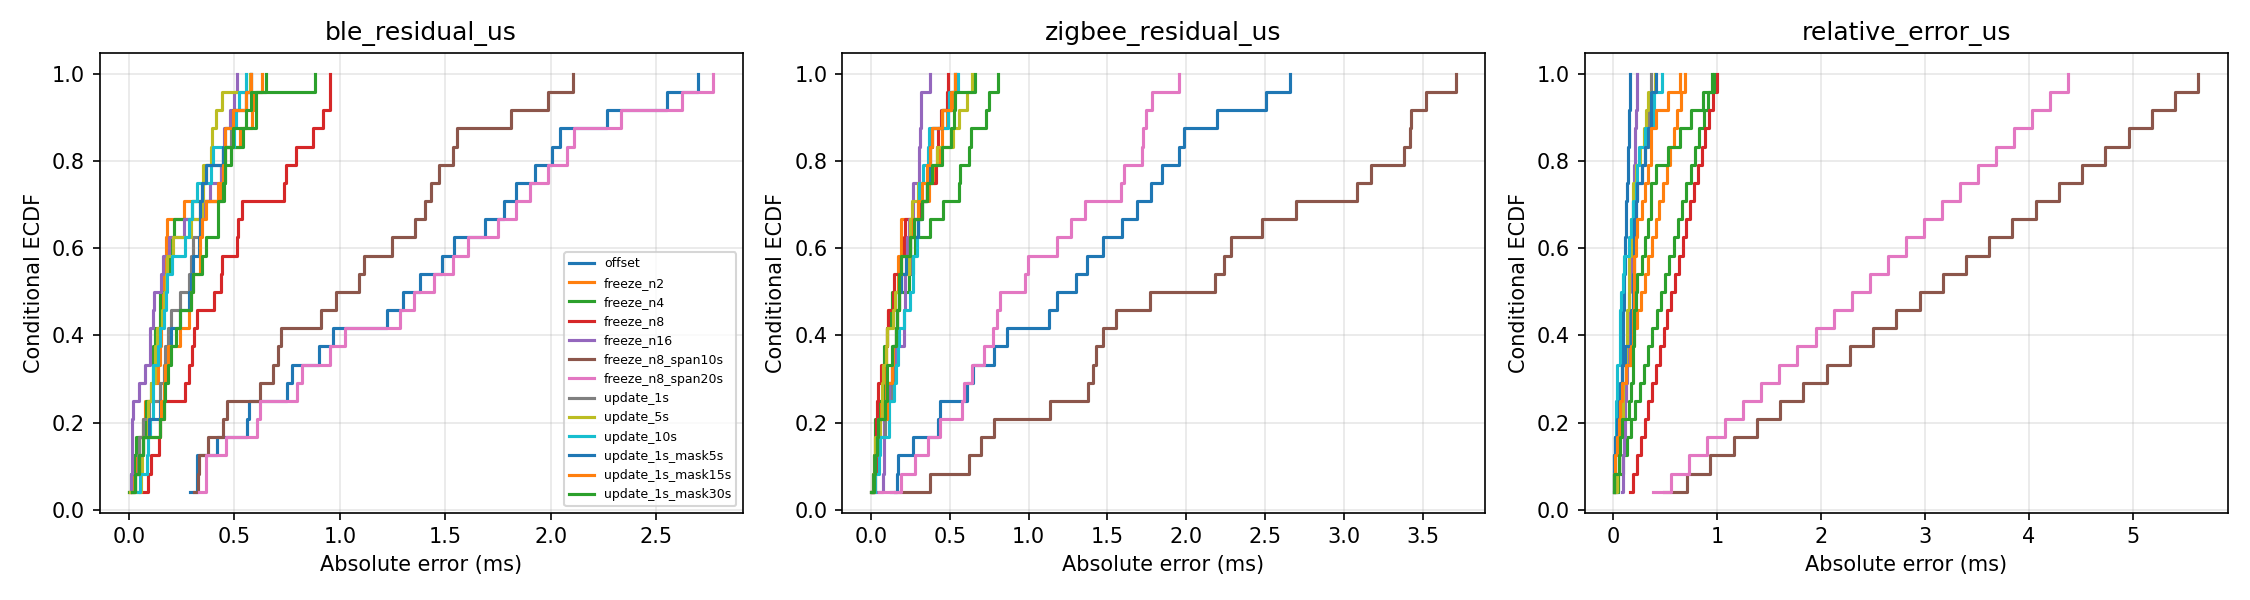 ble_residual_us
Conditional ECDF
1.0
0.8
0.6
0.4
0.2
0.0
offset
freeze_n2
freeze_n4
freeze_n8
freeze_n16
freeze_n8_span10s
freeze_n8_span20s
update_1s
update_5s
update_10s
update_1s_mask5s
update_1s_mask15s
update_1s_mask30s
0.0 0.5 1.0 1.5 2.0 2.5
Absolute error (ms)
zigbee_residual_us
Conditional ECDF
1.0
0.8
0.6
0.4
0.2
0.0
0.0 0.5 1.0 1.5 2.0 2.5 3.0 3.5
Absolute error (ms)
relative_error_us
Conditional ECDF
1.0
0.8
0.6
0.4
0.2
0.0
0 1 2 3 4 5
Absolute error (ms)